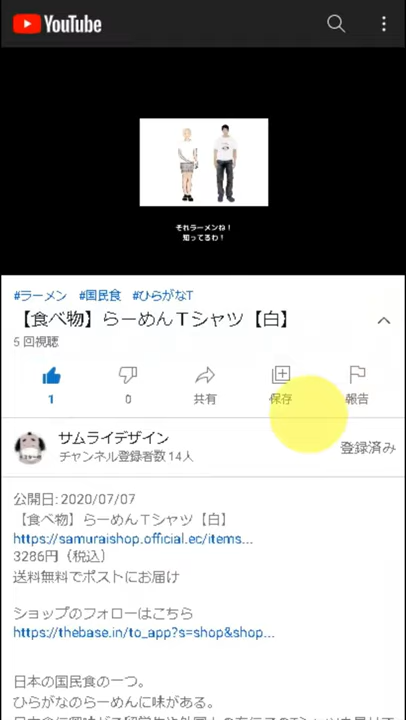 YouTube
それラーメンね！
知ってるわ！
#ラーメン #国民食 #ひらがなT
【食べ物】らーめんＴシャツ【白】
5 回視聴
1 0 共有 保存 報告
サムライデザイン
チャンネル登録者数 14人
登録済み
公開日: 2020/07/07
【食べ物】らーめんＴシャツ【白】
https://samuraishop.official.ec/items...
3286円（税込）
送料無料でポストにお届け
ショップのフォローはこちら
https://thebase.in/to_app?s=shop&shop...
日本の国民食の一つ。
ひらがなのらーめんに味がある。